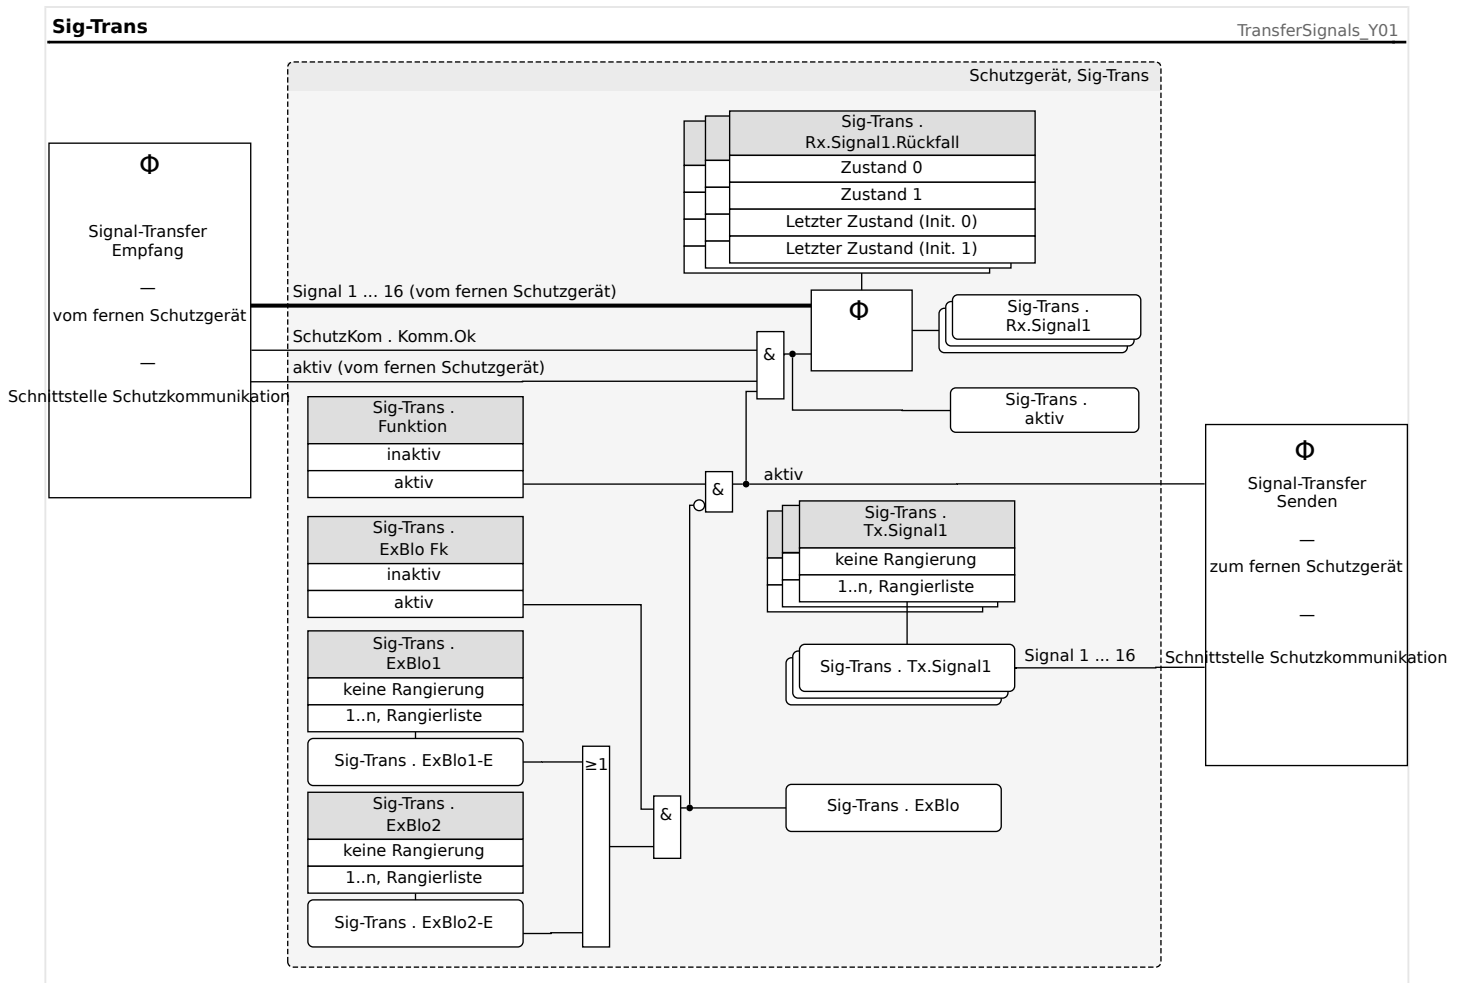 Sig-Trans
TransferSignals_Y01
Schutzgerät, Sig-Trans
Φ
Signal-Transfer
Empfang
—
vom fernen Schutzgerät
—
Schnittstelle Schutzkommunikation
Sig-Trans .
Rx.Signal1.Rückfall
Zustand 0
Zustand 1
Letzter Zustand (Init. 0)
Letzter Zustand (Init. 1)
Signal 1 ... 16 (vom fernen Schutzgerät)
SchutzKom . Komm.Ok
aktiv (vom fernen Schutzgerät)
&
Φ
Sig-Trans .
Rx.Signal1
Sig-Trans .
aktiv
Sig-Trans .
Funktion
inaktiv
aktiv
&
aktiv
Sig-Trans .
ExBlo Fk
inaktiv
aktiv
Sig-Trans .
Tx.Signal1
keine Rangierung
1..n, Rangierliste
Sig-Trans . Tx.Signal1
Signal 1 ... 16
Φ
Signal-Transfer
Senden
—
zum fernen Schutzgerät
—
Schnittstelle Schutzkommunikation
Sig-Trans .
ExBlo1
keine Rangierung
1..n, Rangierliste
Sig-Trans . ExBlo1-E
≥1
Sig-Trans .
ExBlo2
keine Rangierung
1..n, Rangierliste
Sig-Trans . ExBlo2-E
&
Sig-Trans . ExBlo